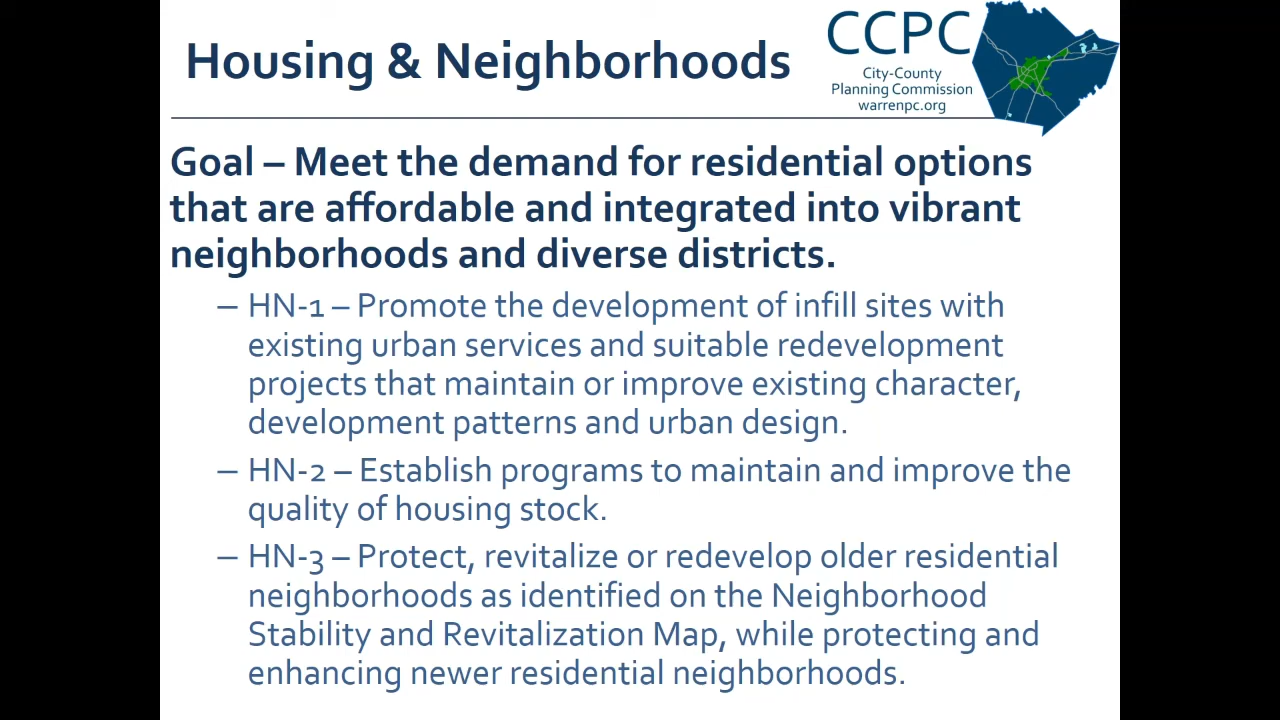 Housing & Neighborhoods
CCPC
City-County
Planning Commission
warrenpc.org
Goal – Meet the demand for residential options
that are affordable and integrated into vibrant
neighborhoods and diverse districts.
– HN-1 – Promote the development of infill sites with
existing urban services and suitable redevelopment
projects that maintain or improve existing character,
development patterns and urban design.
– HN-2 – Establish programs to maintain and improve the
quality of housing stock.
– HN-3 – Protect, revitalize or redevelop older residential
neighborhoods as identified on the Neighborhood
Stability and Revitalization Map, while protecting and
enhancing newer residential neighborhoods.